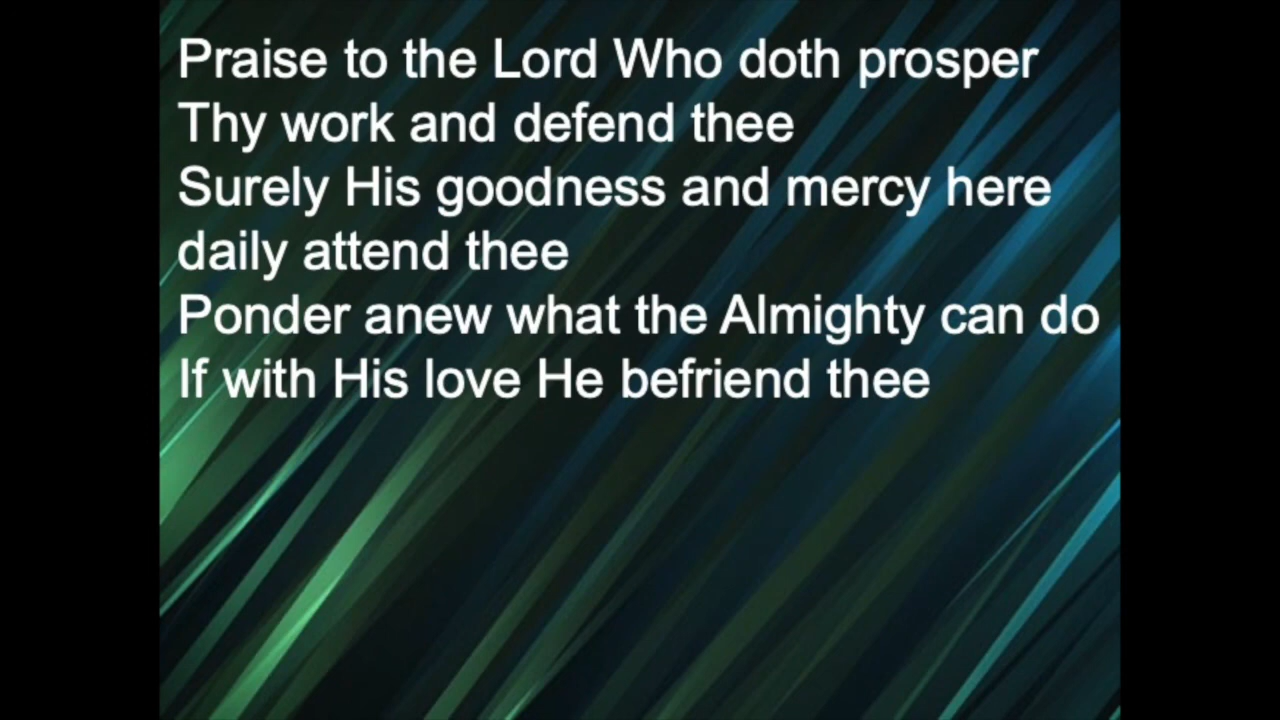 Praise to the Lord Who doth prosper
Thy work and defend thee
Surely His goodness and mercy here
daily attend thee
Ponder anew what the Almighty can do
If with His love He befriend thee